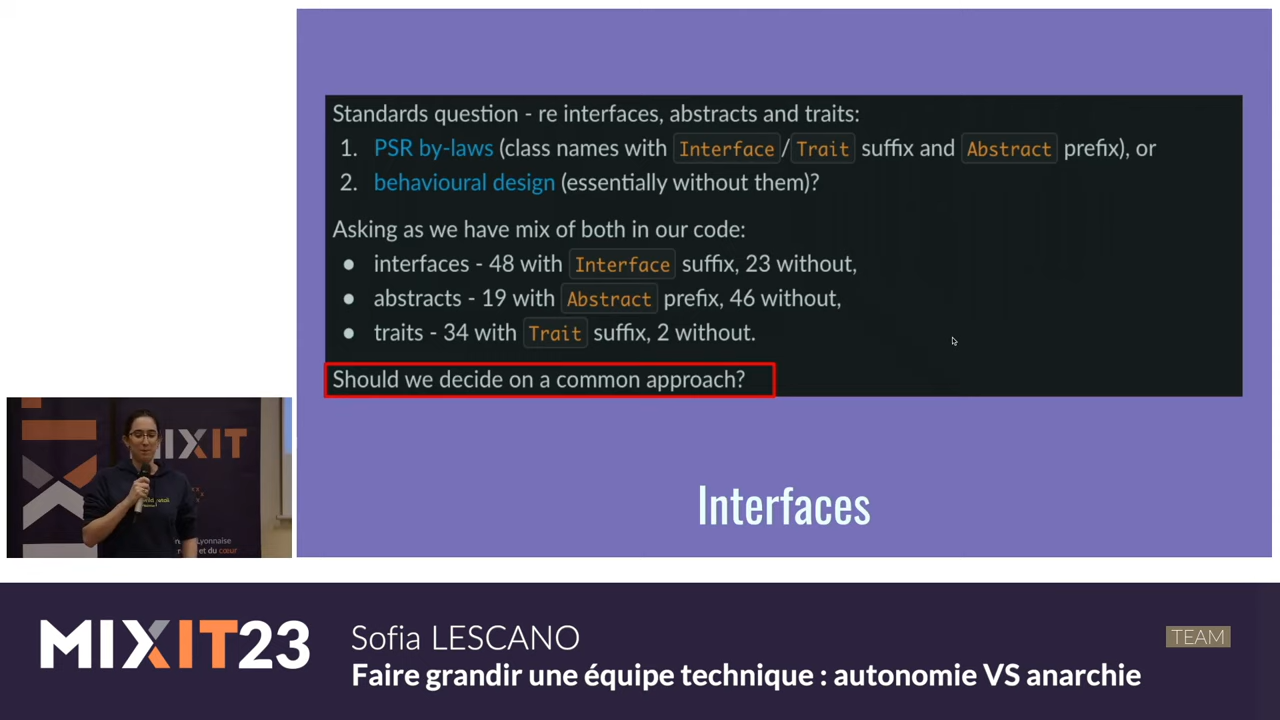 Standards question - re interfaces, abstracts and traits:
1. PSR by-laws (class names with Interface/Trait suffix and Abstract prefix), or
2. behavioural design (essentially without them)?
Asking as we have mix of both in our code:
● interfaces - 48 with Interface suffix, 23 without,
● abstracts - 19 with Abstract prefix, 46 without,
● traits - 34 with Trait suffix, 2 without.
Should we decide on a common approach?
Interfaces
MIXIT
Lyonnaise
et du cœur
MIXIT23
Sofia LESCANO
TEAM
Faire grandir une équipe technique : autonomie VS anarchie